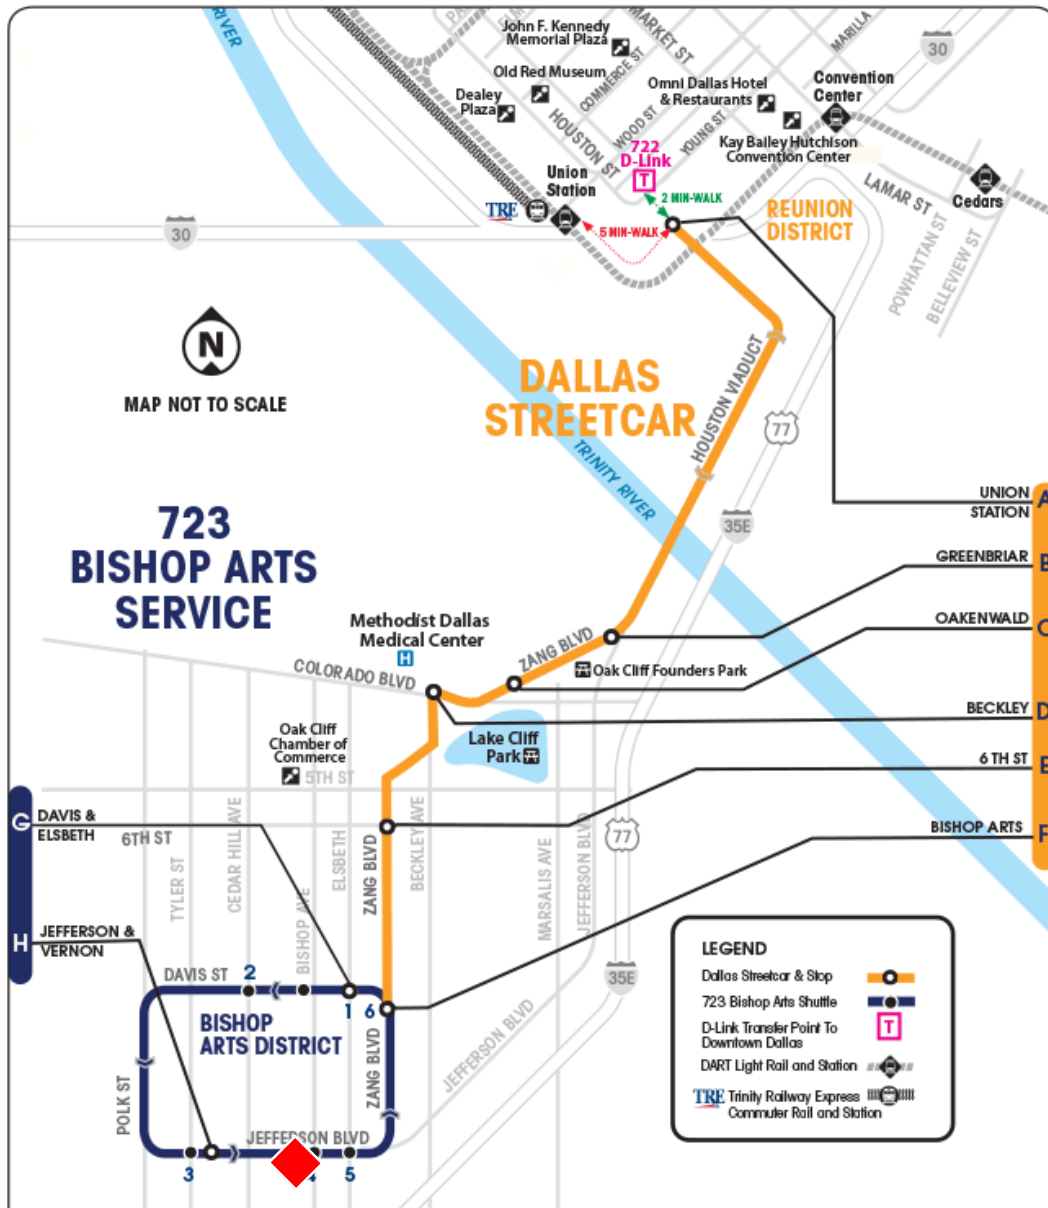 RIVER
PA
ELM
MARKET ST
MARILLA
30
John F. Kennedy
Memorial Plaza
Old Red Museum
COMMERCE ST
Dealey
Plaza
HOUSTON ST
WOOD ST
YOUNG ST
Omni Dallas Hotel
& Restaurants
Convention
Center
Kay Bailey Hutchison
Convention Center
722
D-Link
T
Union
Station
TRE
2 MIN-WALK
5 MIN-WALK
REUNION
DISTRICT
LAMAR ST
Cedars
POWHATTAN ST
BELLEVIEW ST
30
N
MAP NOT TO SCALE
DALLAS
STREETCAR
HOUSTON VIADUCT
77
TRINITY RIVER
35E
UNION
STATION
A
GREENBRIAR
B
OAKENWALD
BECKLEY
D
6 TH ST
E
BISHOP ARTS
F
723
BISHOP ARTS
SERVICE
Methodist Dallas
Medical Center
H
COLORADO BLVD
ZANG BLVD
Oak Cliff Founders Park
Lake Cliff
Park
Oak Cliff
Chamber of
Commerce
5TH ST
G
DAVIS &
ELSBETH
6TH ST
TYLER ST
CEDAR HILL AVE
BISHOP AVE
ELSBETH
ZANG BLVD
BECKLEY AVE
MARSALIS AVE
JEFFERSON BLVD
77
35E
H
JEFFERSON &
VERNON
DAVIS ST
2
1
6
BISHOP
ARTS DISTRICT
POLK ST
ZANG BLVD
JEFFERSON BLVD
JEFFERSON BLVD
3
5
LEGEND
Dallas Streetcar & Stop
723 Bishop Arts Shuttle
D-Link Transfer Point To
Downtown Dallas
T
DART Light Rail and Station
TRE Trinity Railway Express
Commuter Rail and Station